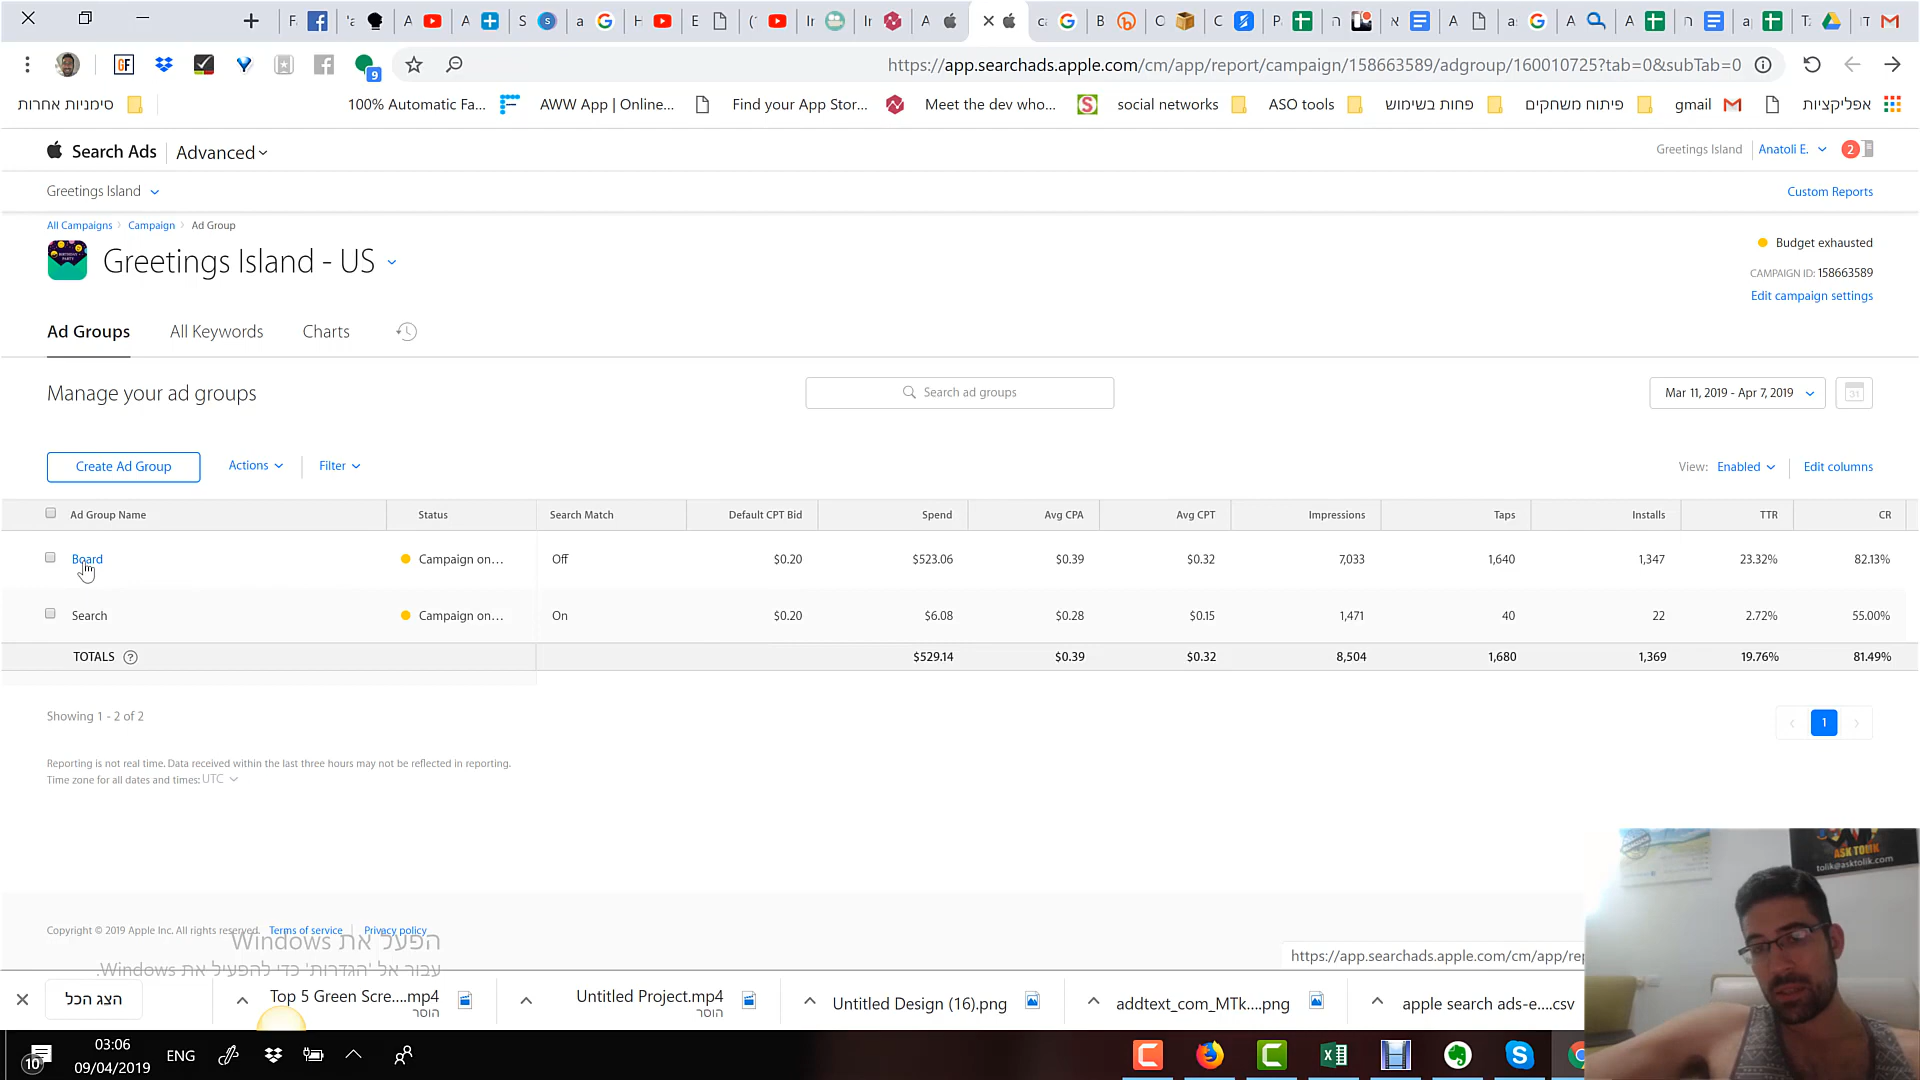 F
'a
A
A
S
a
H
E
(
Ir
Ir
A
ca
B
C
C
P
ה
א
A
a
A
A
ה
a
T
דו
GF
9
https://app.searchads.apple.com/cm/app/report/campaign/158663589/adgroup/160010725?tab=0&subTab=0
סימניות אחרות
100% Automatic Fa...
AWW App | Online...
Find your App Stor...
Meet the dev who...
social networks
ASO tools
פחות בשימוש
פיתוח משחקים
gmail
אפליקציות
Search Ads
Advanced
Greetings Island
Anatoli E.
2
Greetings Island
Custom Reports
All Campaigns
Campaign
Ad Group
Greetings Island - US
Budget exhausted
CAMPAIGN ID: 158663589
Edit campaign settings
Ad Groups
All Keywords
Charts
Manage your ad groups
Search ad groups
Mar 11, 2019 - Apr 7, 2019
31
Create Ad Group
Actions
Filter
View: Enabled
Edit columns
Ad Group Name Status Search Match Default CPT Bid Spend Avg CPA Avg CPT Impressions Taps Installs TTR CR
Board Campaign on... Off $0.20 $523.06 $0.39 $0.32 7,033 1,640 1,347 23.32% 82.13%
Search Campaign on... On $0.20 $6.08 $0.28 $0.15 1,471 40 22 2.72% 55.00%
TOTALS ? $529.14 $0.39 $0.32 8,504 1,680 1,369 19.76% 81.49%
Showing 1 - 2 of 2
1
Reporting is not real time. Data received within the last three hours may not be reflected in reporting.
Time zone for all dates and times: UTC
ASK TOLIK
tolik@asktolik.com
Copyright © 2019 Apple Inc. All rights reserved.
Terms of service
Privacy policy
הפעל את Windows
עבור אל 'הגדרות' כדי להפעיל את Windows.
https://app.searchads.apple.com/cm/app/rep
הצג הכל
Top 5 Green Scre....mp4
הוסר
Untitled Project.mp4
הוסר
Untitled Design (16).png
addtext_com_MTk....png
apple search ads-e....csv
10
03:06
09/04/2019
ENG